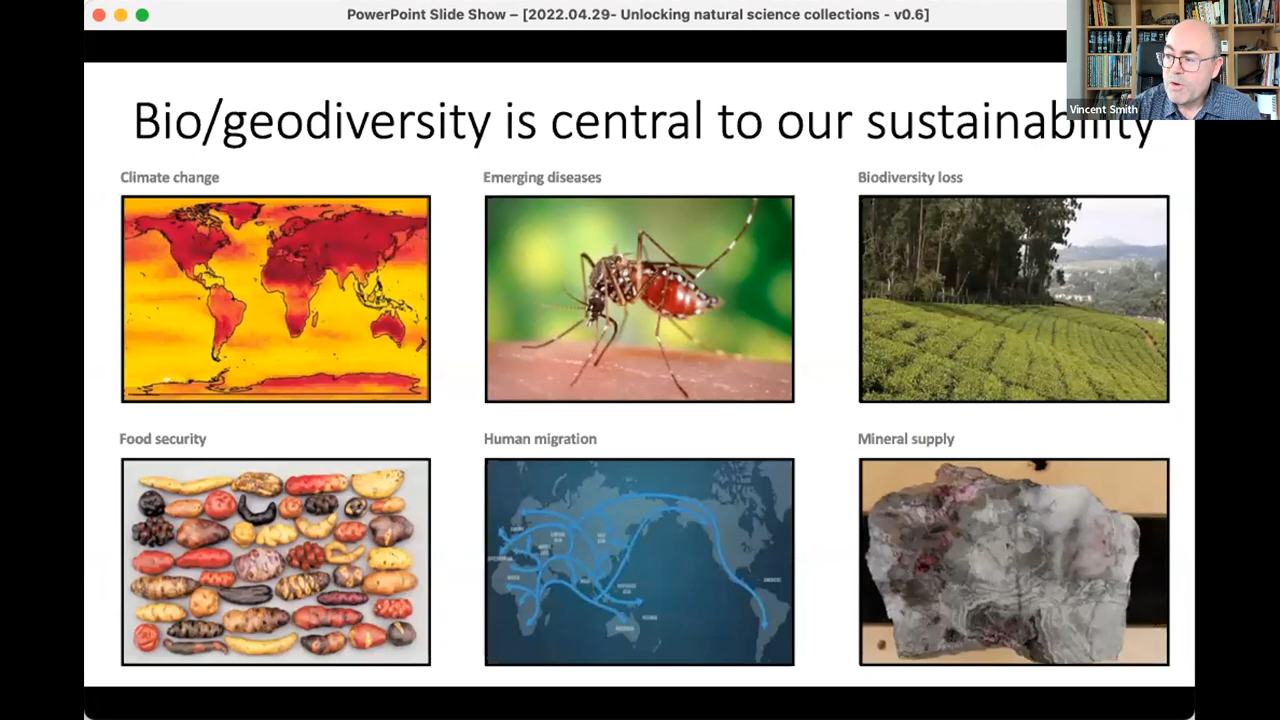 PowerPoint Slide Show – [2022.04.29- Unlocking natural science collections - v0.6]
Vincent Smith
Bio/geodiversity is central to our sustainability
Climate change
Emerging diseases
Biodiversity loss
Food security
Human migration
Mineral supply